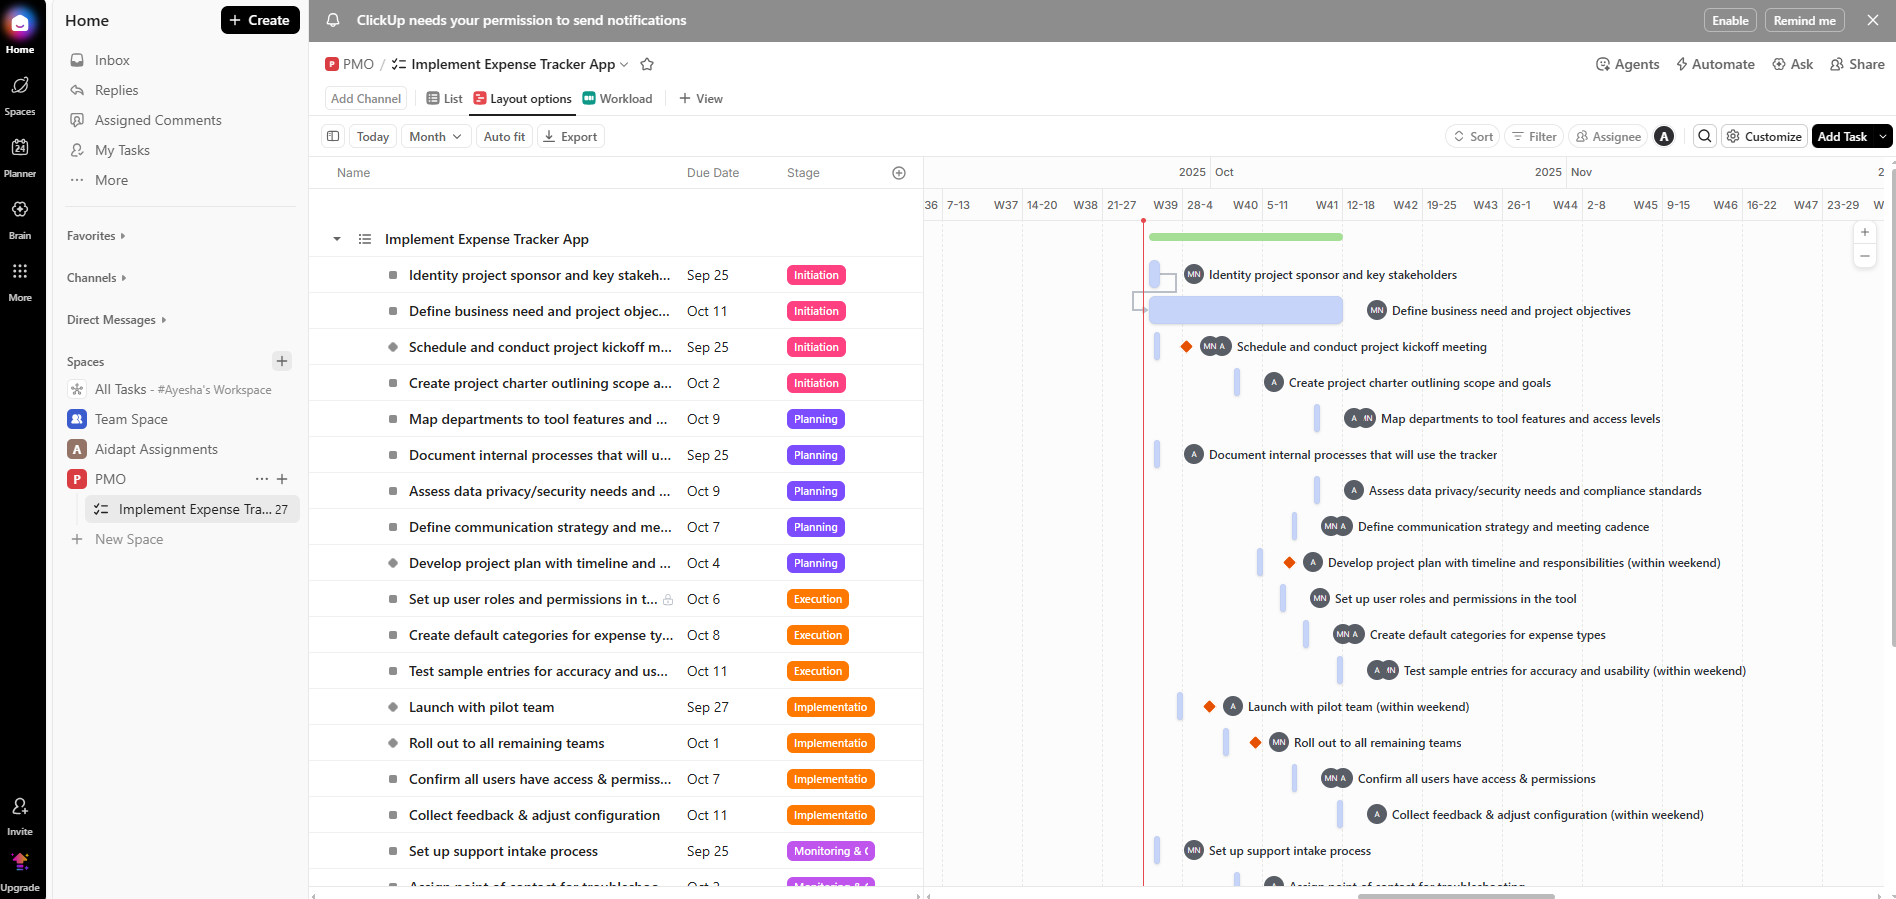 ClickUp needs your permission to send notifications
Enable
Remind me
Home
Spaces
24
Planner
Brain
More
Invite
Upgrade
Home
+ Create
Inbox
Replies
Assigned Comments
My Tasks
More
Favorites
Channels
Direct Messages
Spaces
All Tasks - #Ayesha's Workspace
Team Space
A Aidapt Assignments
P PMO
Implement Expense Tra... 27
New Space
P PMO / Implement Expense Tracker App
Agents Automate Ask Share
Add Channel List Layout options Workload + View
Today Month Auto fit Export
Sort Filter Assignee A Customize Add Task
Name Due Date Stage
2025 Oct 2025 Nov 2
36 7-13 W37 14-20 W38 21-27 W39 28-4 W40 5-11 W41 12-18 W42 19-25 W43 26-1 W44 2-8 W45 9-15 W46 16-22 W47 23-29 W
Implement Expense Tracker App
Identity project sponsor and key stakeh... Sep 25 Initiation MN Identity project sponsor and key stakeholders
Define business need and project objec... Oct 11 Initiation MN Define business need and project objectives
Schedule and conduct project kickoff m... Sep 25 Initiation MN A Schedule and conduct project kickoff meeting
Create project charter outlining scope a... Oct 2 Initiation A Create project charter outlining scope and goals
Map departments to tool features and ... Oct 9 Planning A MN Map departments to tool features and access levels
Document internal processes that will u... Sep 25 Planning A Document internal processes that will use the tracker
Assess data privacy/security needs and ... Oct 9 Planning A Assess data privacy/security needs and compliance standards
Define communication strategy and me... Oct 7 Planning MN A Define communication strategy and meeting cadence
Develop project plan with timeline and ... Oct 4 Planning A Develop project plan with timeline and responsibilities (within weekend)
Set up user roles and permissions in t... Oct 6 Execution MN Set up user roles and permissions in the tool
Create default categories for expense ty... Oct 8 Execution MN A Create default categories for expense types
Test sample entries for accuracy and us... Oct 11 Execution A MN Test sample entries for accuracy and usability (within weekend)
Launch with pilot team Sep 27 Implementatio A Launch with pilot team (within weekend)
Roll out to all remaining teams Oct 1 Implementatio MN Roll out to all remaining teams
Confirm all users have access & permiss... Oct 7 Implementatio MN A Confirm all users have access & permissions
Collect feedback & adjust configuration Oct 11 Implementatio A Collect feedback & adjust configuration (within weekend)
Set up support intake process Sep 25 Monitoring & C MN Set up support intake process
Assign point of contact for troubleshoo... Oct 2 Monitoring & C A Assign point of contact for troubleshooting